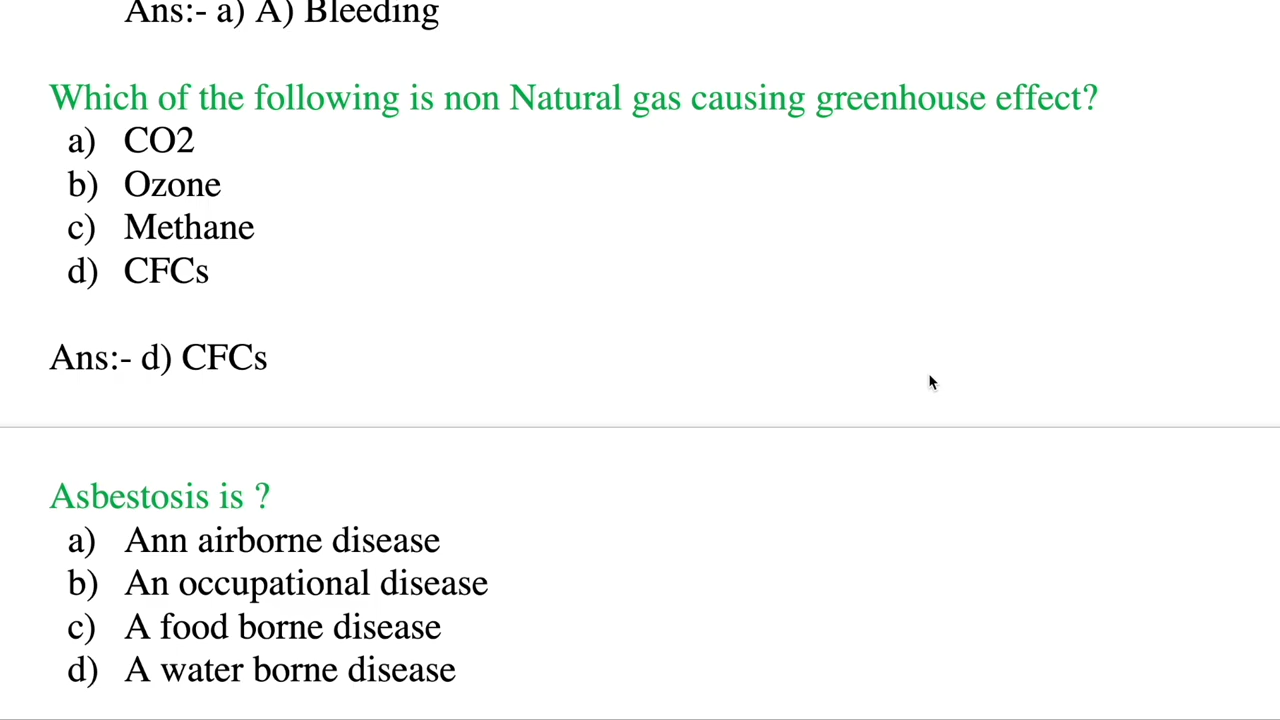 Ans:- a) A) Bleeding
Which of the following is non Natural gas causing greenhouse effect?
a) CO2
b) Ozone
c) Methane
d) CFCs
Ans:- d) CFCs
Asbestosis is ?
a) Ann airborne disease
b) An occupational disease
c) A food borne disease
d) A water borne disease